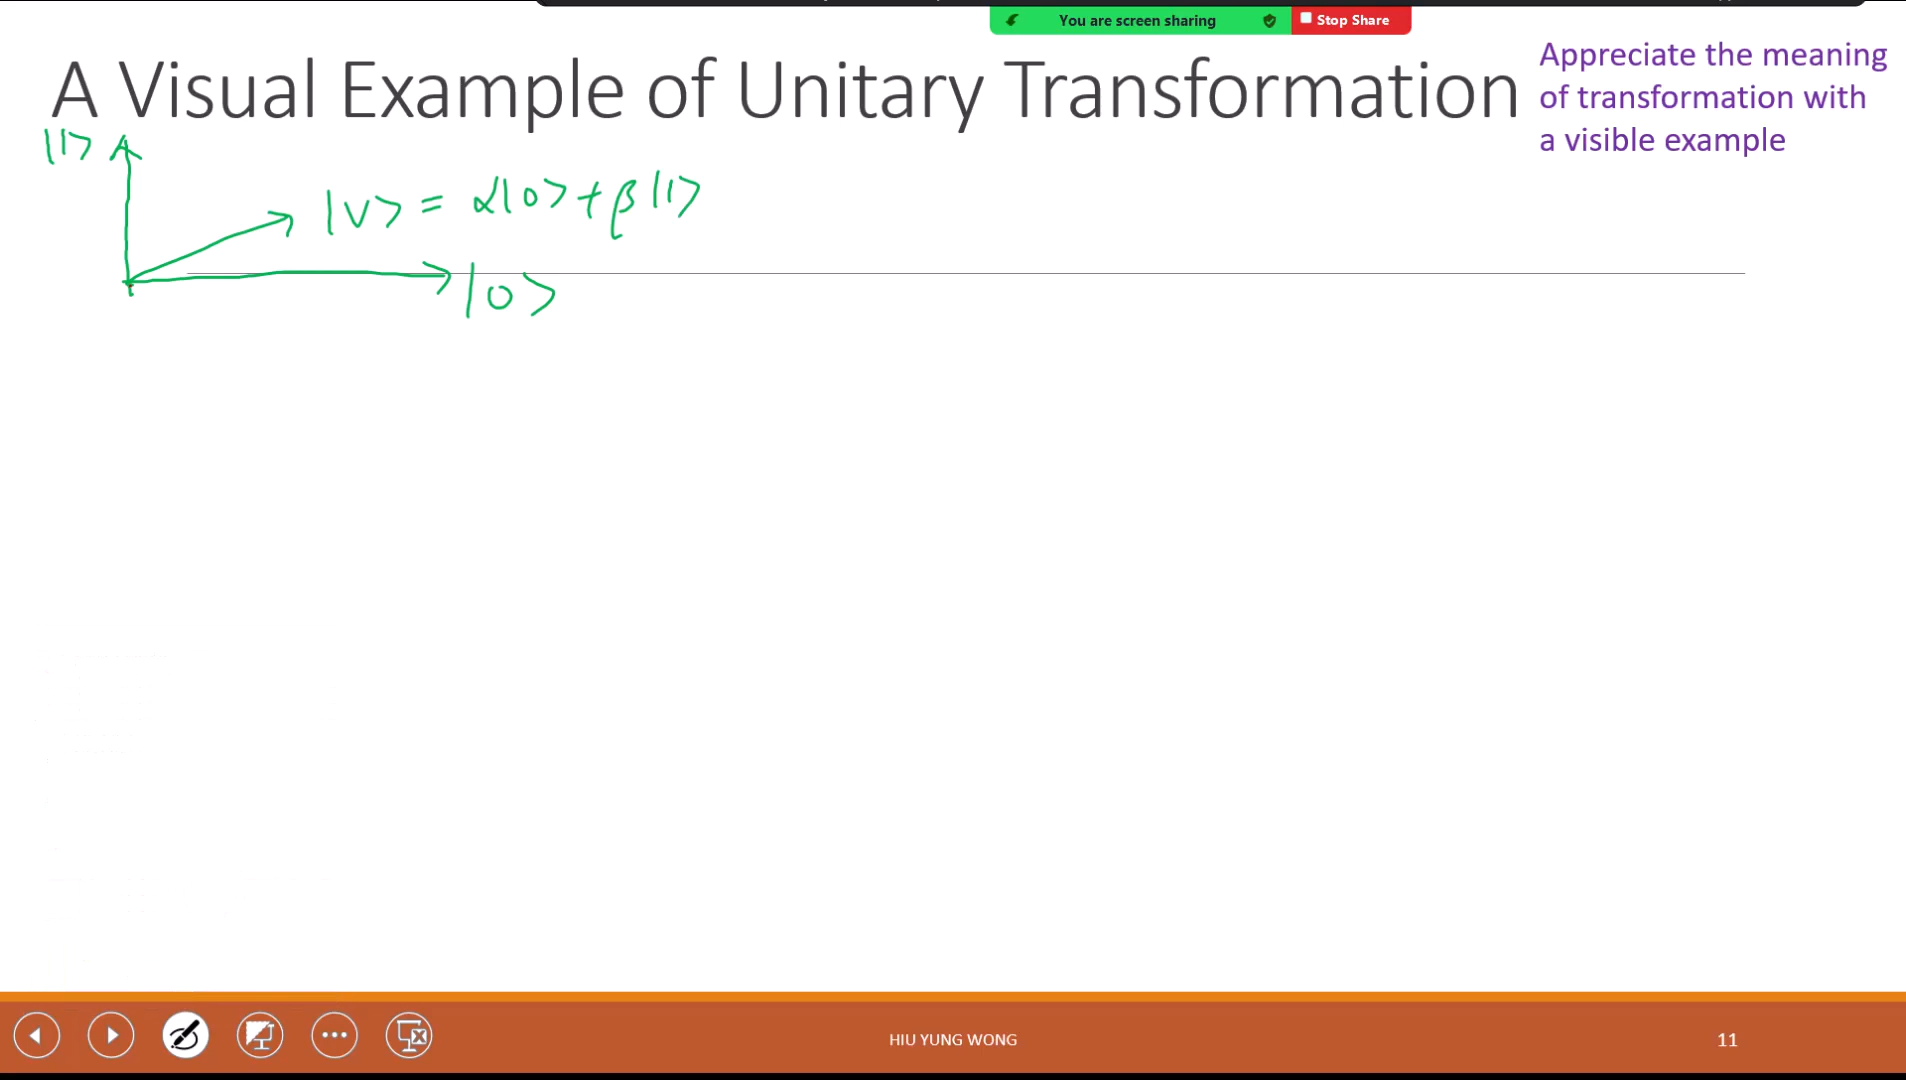 You are screen sharing
Stop Share
A Visual Example of Unitary Transformation
Appreciate the meaning
of transformation with
a visible example
|1>
|v> = α|0> + β|1>
|0>
HIU YUNG WONG
11